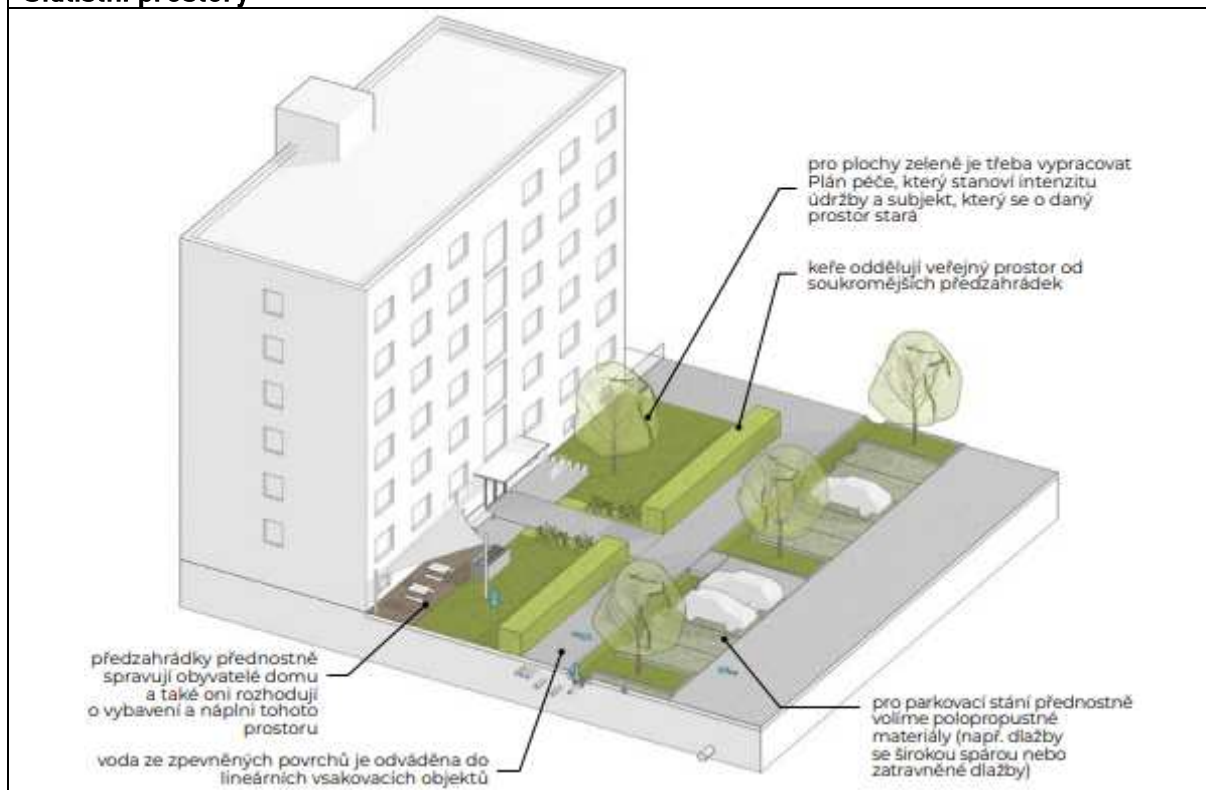 prostory
pro plochy zeleně je třeba vypracovat
Plán péče, který stanoví intenzitu
údržby a subjekt, který se o daný
prostor stará
keře oddělují veřejný prostor od
soukromějších předzahrádek
předzahrádky přednostně
spravují obyvatelé domu
a také oni rozhodují
o vybavení a náplni tohoto
prostoru
voda ze zpevněných povrchů je odváděna do
lineárních vsakovacích objektů
pro parkovací stání přednostně
volíme polopropustné
materiály (např. dlažby
se širokou spárou nebo
zatravněné dlažby)